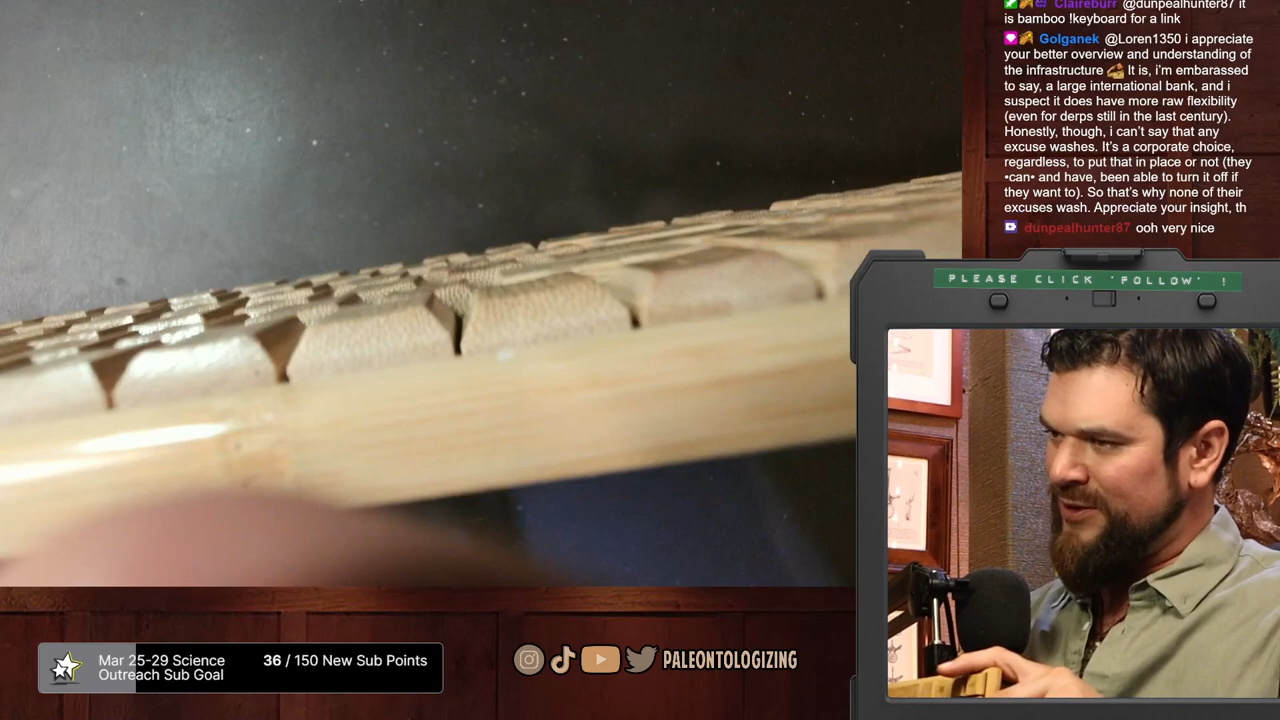 Claireburr @dunpealhunter87 it
is bamboo !keyboard for a link
Golganek @Loren1350 i appreciate
your better overview and understanding of
the infrastructure It is, i'm embarassed
to say, a large international bank, and i
suspect it does have more raw flexibility
(even for derps still in the last century).
Honestly, though, i can't say that any
excuse washes. It's a corporate choice,
regardless, to put that in place or not (they
•can• and have, been able to turn it off if
they want to). So that's why none of their
excuses wash. Appreciate your insight, th
dunpealhunter87 ooh very nice
PLEASE CLICK "FOLLOW" !
Mar 25-29 Science
Outreach Sub Goal
36 / 150 New Sub Points
PALEONTOLOGIZING